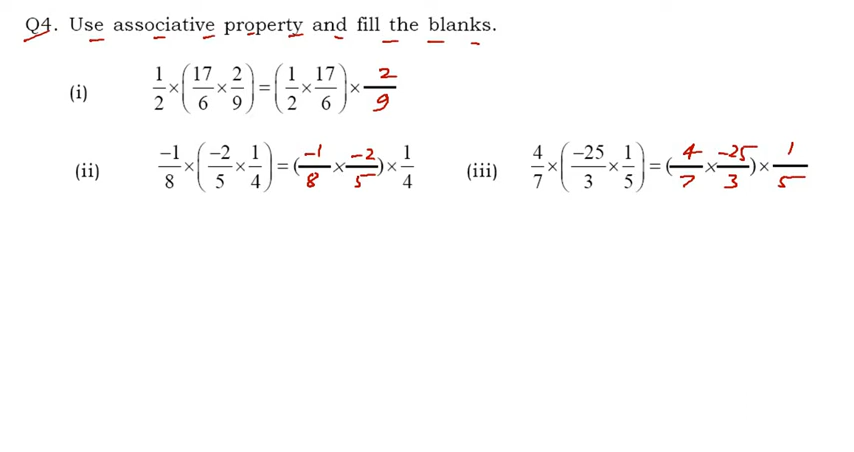 Q4. Use associative property and fill the blanks.
(i) 1/2 × (17/6 × 2/9) = (1/2 × 17/6) × 2/9
(ii) −1/8 × (−2/5 × 1/4) = (−1/8 × −2/5) × 1/4
(iii) 4/7 × (−25/3 × 1/5) = (4/7 × −25/3) × 1/5